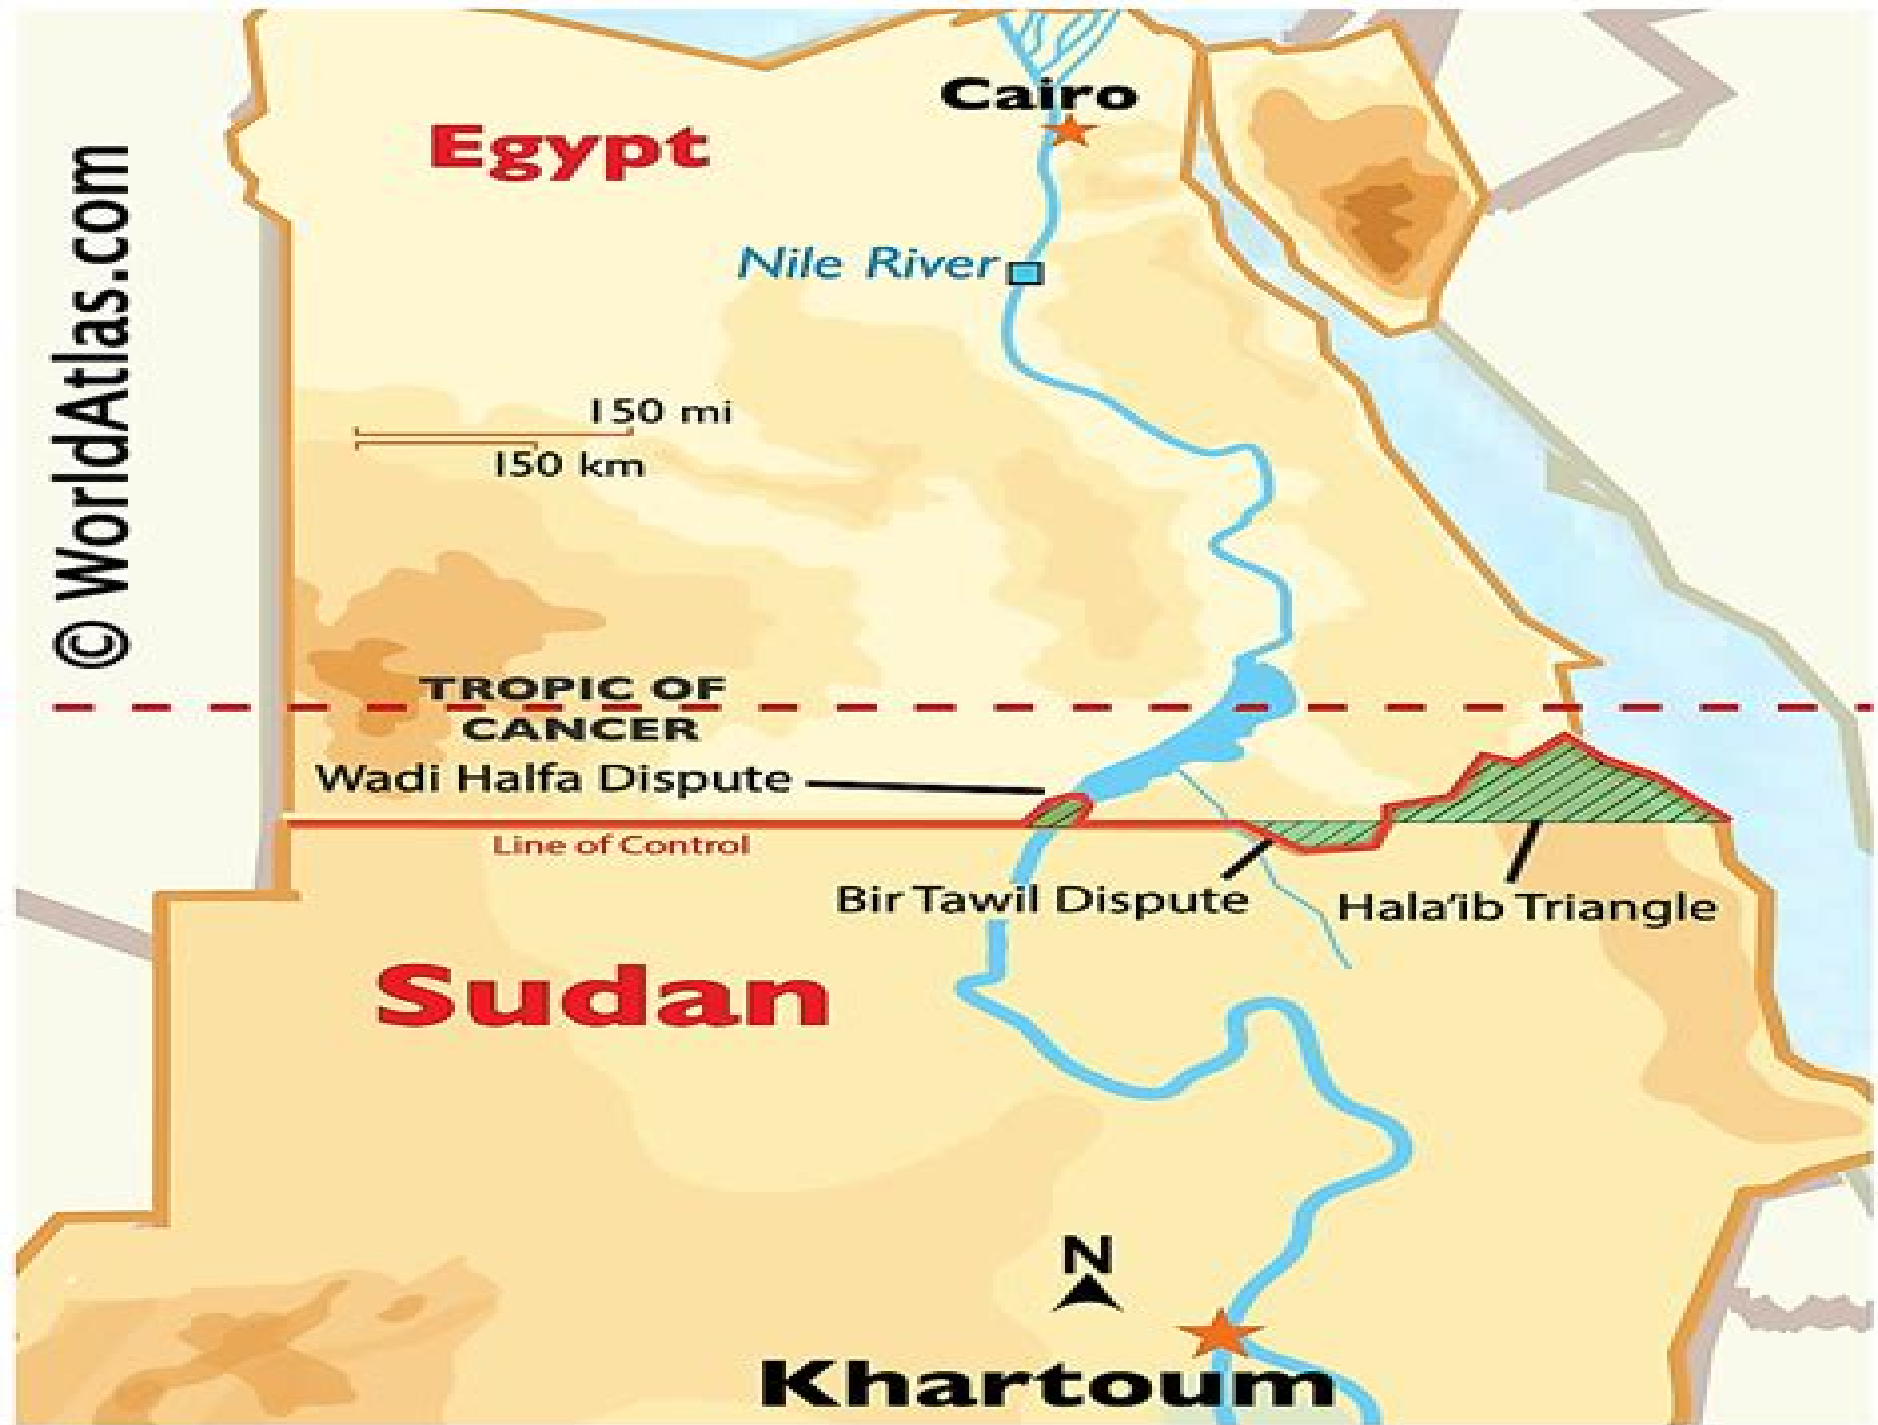 Cairo
Egypt
© WorldAtlas.com
Nile River
150 mi
150 km
TROPIC OF
CANCER
Wadi Halfa Dispute
Line of Control
Bir Tawil Dispute
Hala'ib Triangle
Sudan
N
Khartoum